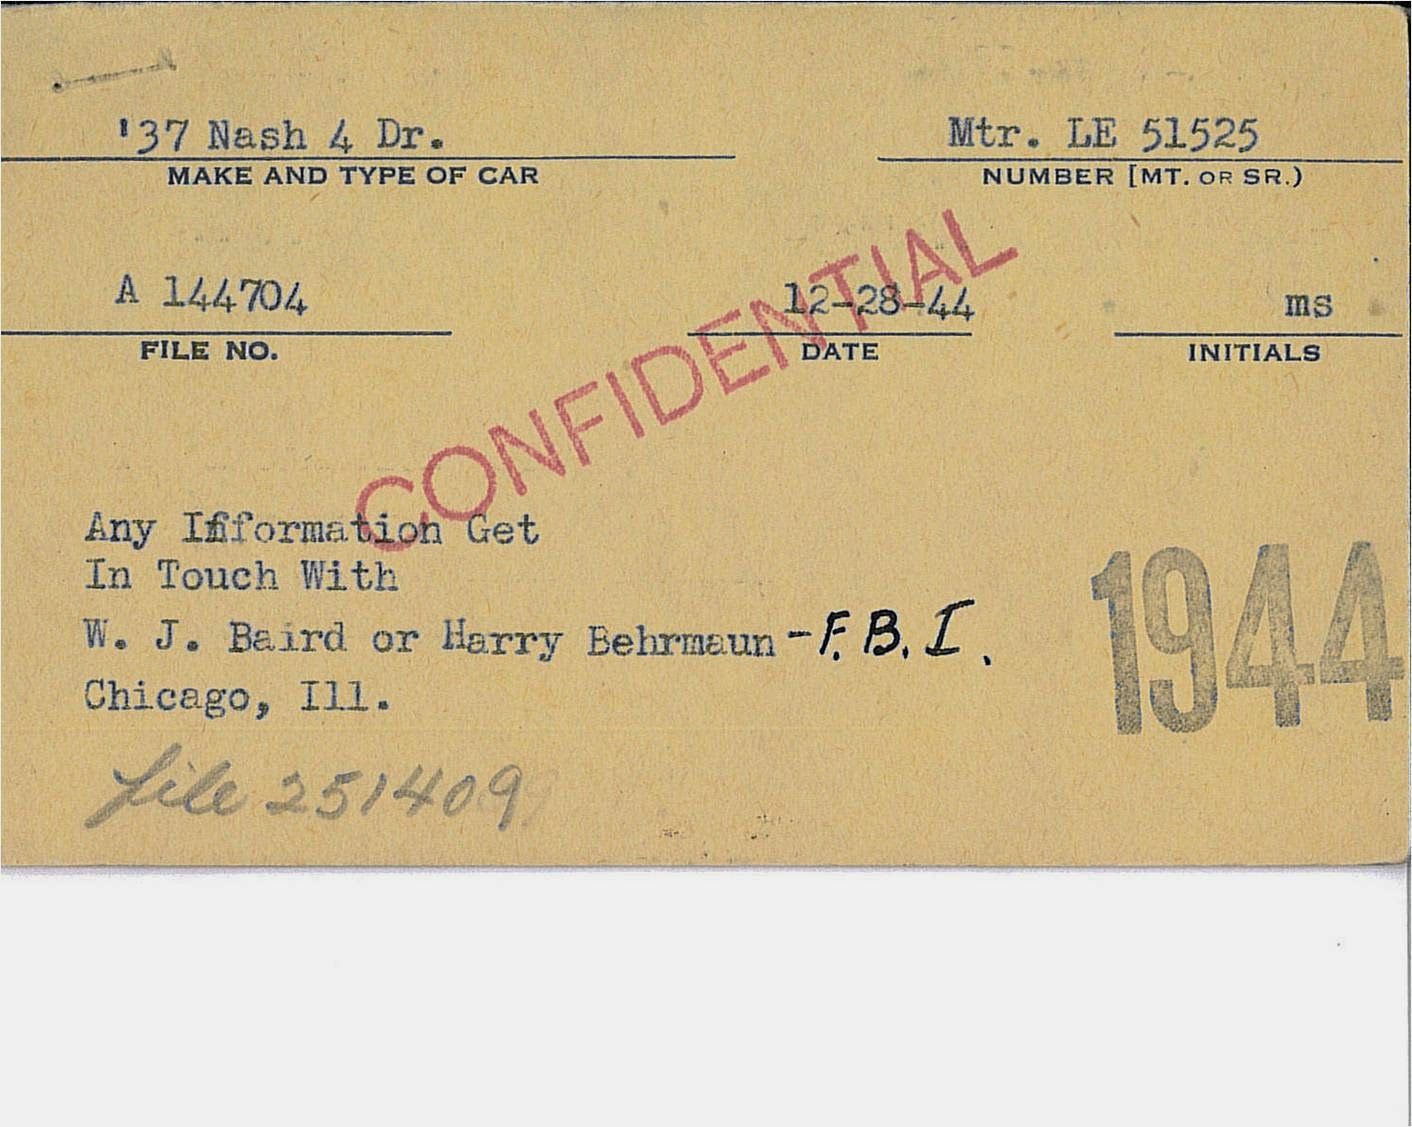 '37 Nash 4 Dr.
Mtr. LE 51525
MAKE AND TYPE OF CAR
NUMBER [MT. OR SR.)
A 144704
12-28-44
ms
FILE NO.
DATE
INITIALS
CONFIDENTIAL
Any Information Get
In Touch With
W. J. Baird or Harry Behrmaun - F.B.I.
Chicago, Ill.
1944
file 251409